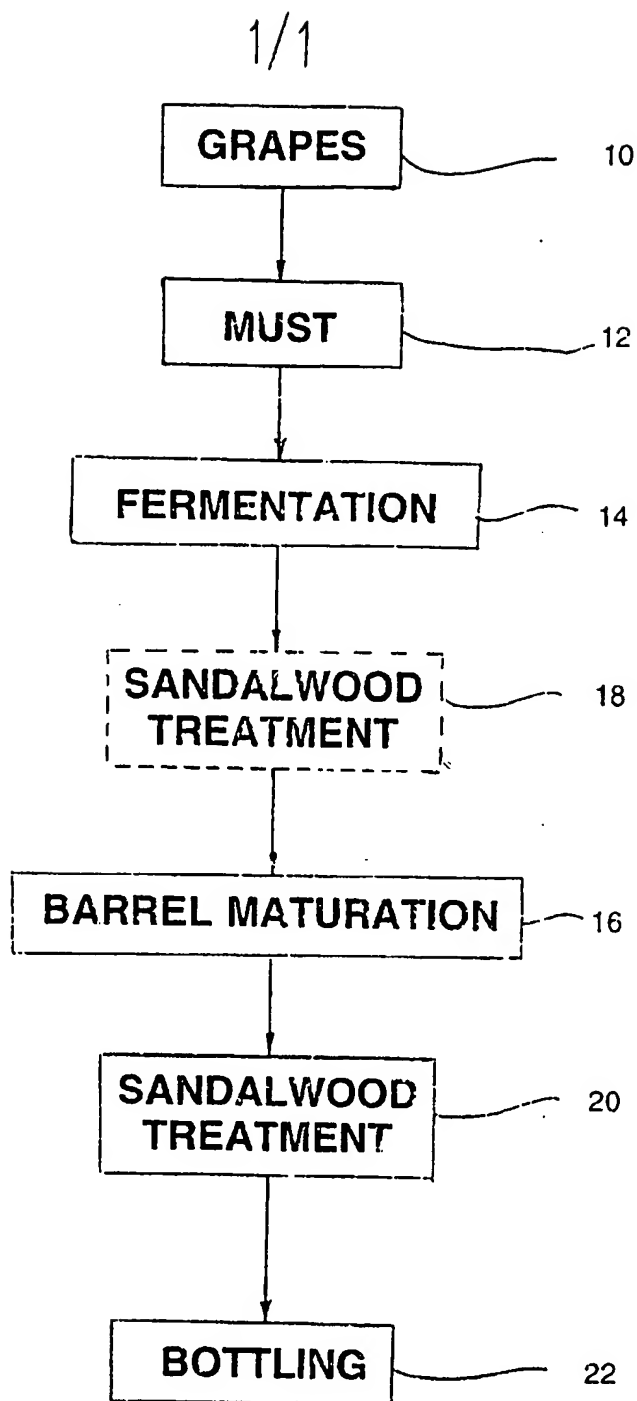 1/1
GRAPES
10
MUST
12
FERMENTATION
14
SANDALWOOD
TREATMENT
18
BARREL MATURATION
16
SANDALWOOD
TREATMENT
20
BOTTLING
22